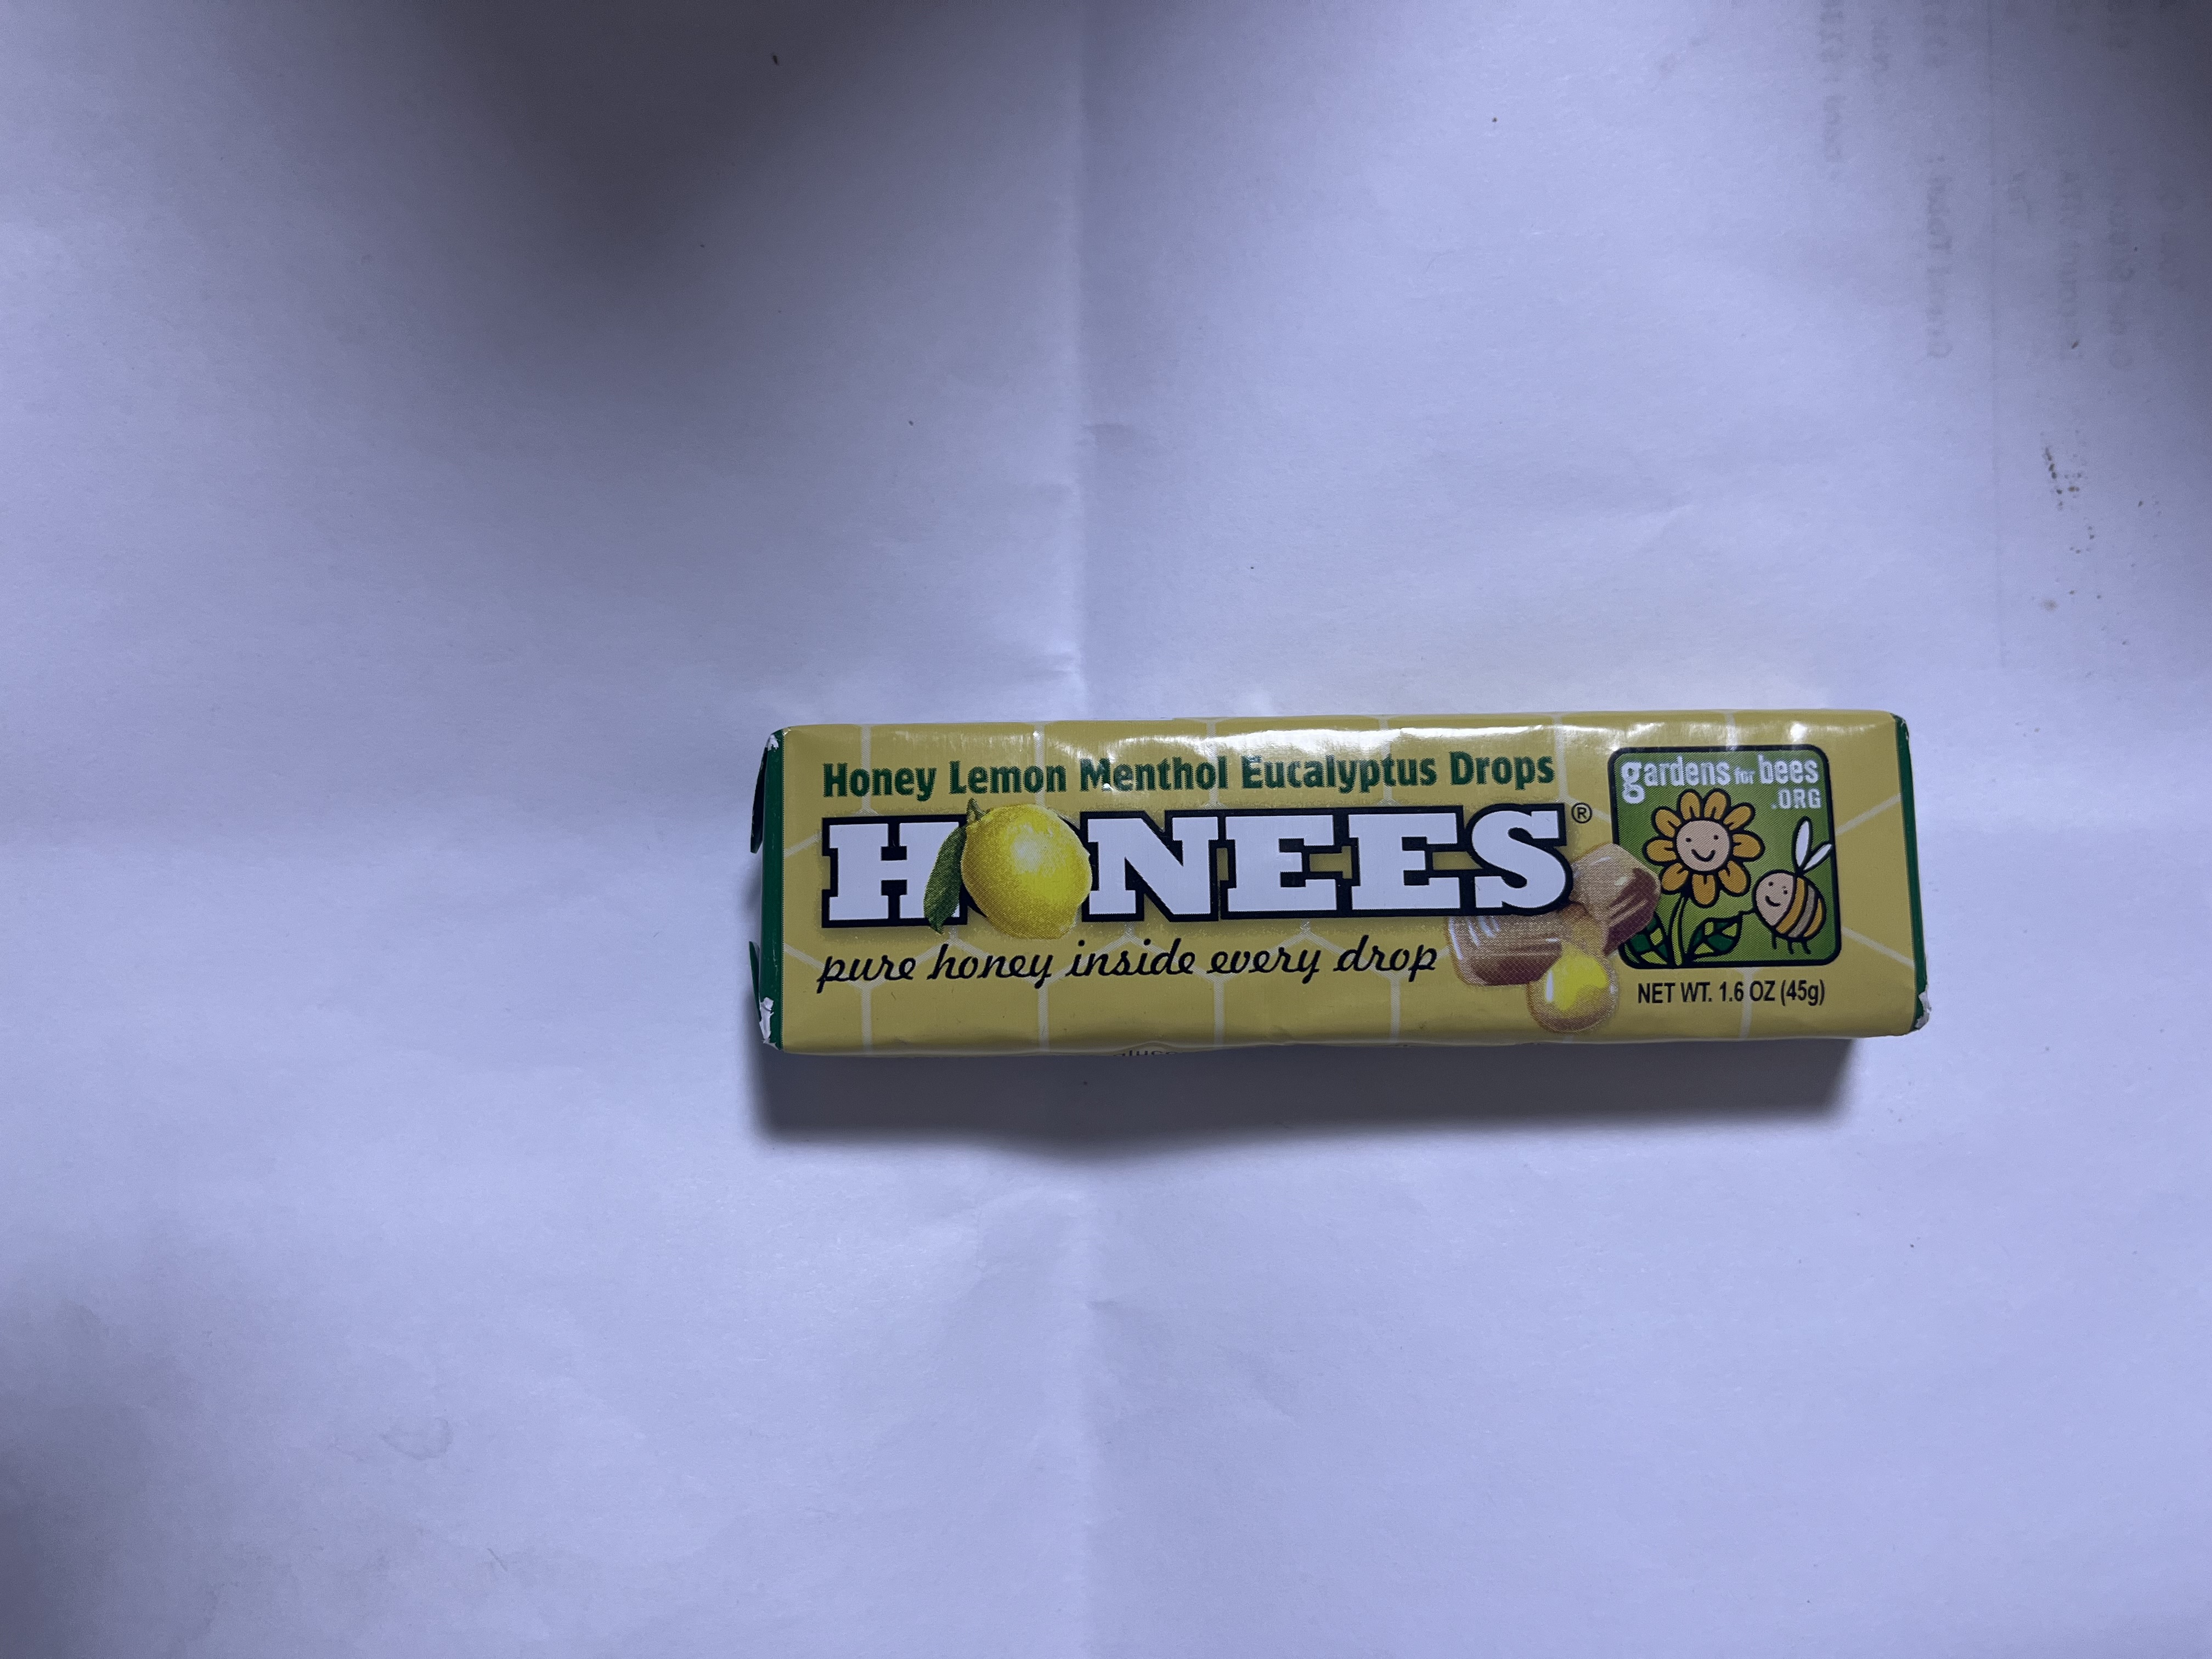 Honey Lemon Menthol Eucalyptus Drops
HONEES®
pure honey inside every drop
gardens for bees
.ORG
NET WT. 1.6 OZ (45g)